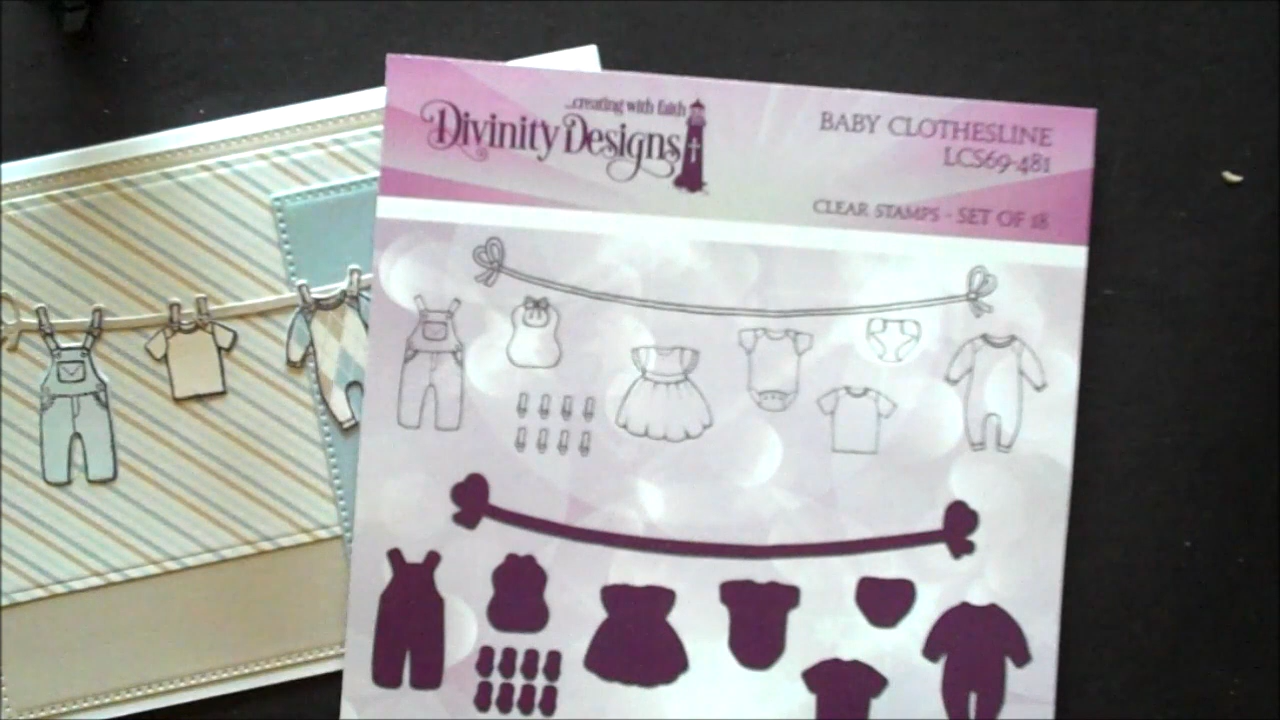 ...creating with faith
Divinity Designs
BABY CLOTHESLINE
LCS69-481
CLEAR STAMPS - SET OF 18